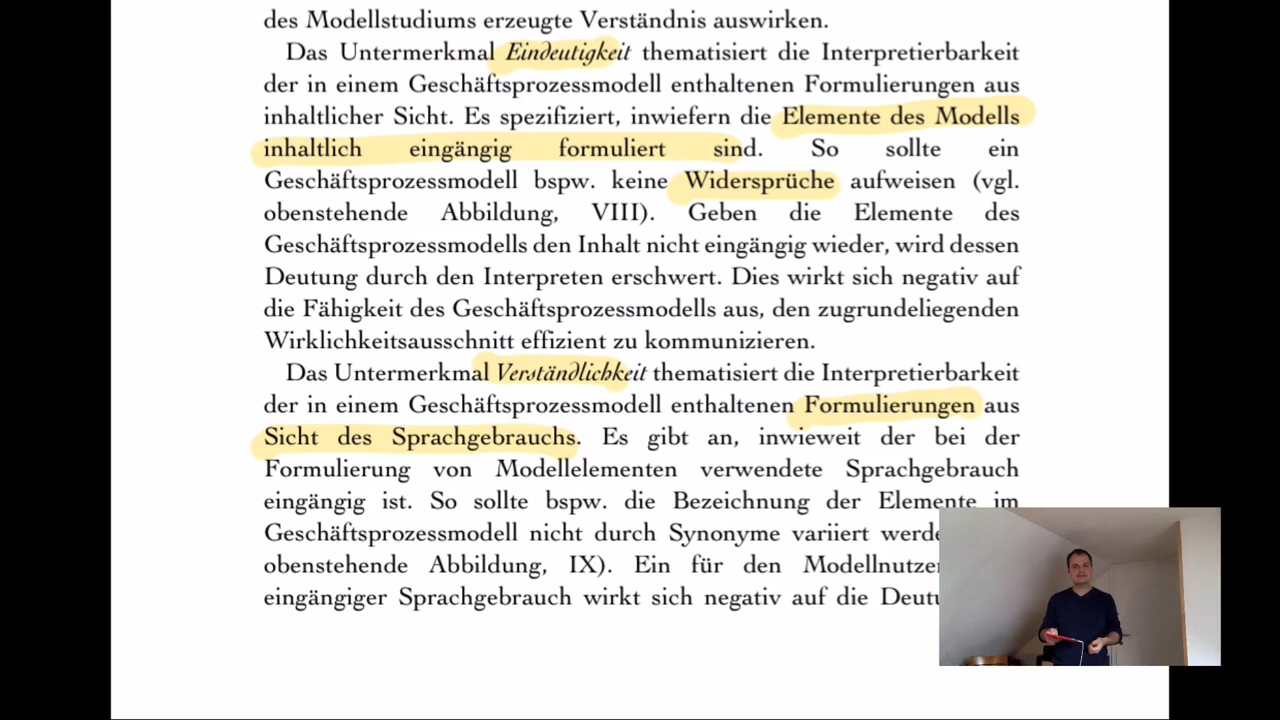 des Modellstudiums erzeugte Verständnis auswirken.
Das Untermerkmal Eindeutigkeit thematisiert die Interpretierbarkeit
der in einem Geschäftsprozessmodell enthaltenen Formulierungen aus
inhaltlicher Sicht. Es spezifiziert, inwiefern die Elemente des Modells
inhaltlich eingängig formuliert sind. So sollte ein
Geschäftsprozessmodell bspw. keine Widersprüche aufweisen (vgl.
obenstehende Abbildung, VIII). Geben die Elemente des
Geschäftsprozessmodells den Inhalt nicht eingängig wieder, wird dessen
Deutung durch den Interpreten erschwert. Dies wirkt sich negativ auf
die Fähigkeit des Geschäftsprozessmodells aus, den zugrundeliegenden
Wirklichkeitsausschnitt effizient zu kommunizieren.
Das Untermerkmal Verständlichkeit thematisiert die Interpretierbarkeit
der in einem Geschäftsprozessmodell enthaltenen Formulierungen aus
Sicht des Sprachgebrauchs. Es gibt an, inwieweit der bei der
Formulierung von Modellelementen verwendete Sprachgebrauch
eingängig ist. So sollte bspw. die Bezeichnung der Elemente im
Geschäftsprozessmodell nicht durch Synonyme variiert
obenstehende Abbildung, IX). Ein für den
eingängiger Sprachgebrauch wirkt sich negativ auf die